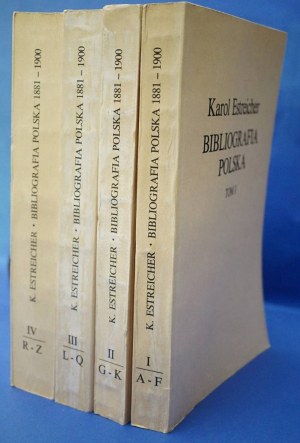 K. ESTREICHER · BIBLIOGRAFIA POLSKA 1881 – 1900
IV
R - Z
K. ESTREICHER · BIBLIOGRAFIA POLSKA 1881 – 1900
III
L - Q
K. ESTREICHER · BIBLIOGRAFIA POLSKA 1881 – 1900
II
G - K
K. ESTREICHER · BIBLIOGRAFIA POLSKA 1881 – 1900
I
A - F
Karol Estreicher
BIBLIOGRAFIA
POLSKA
TOM I